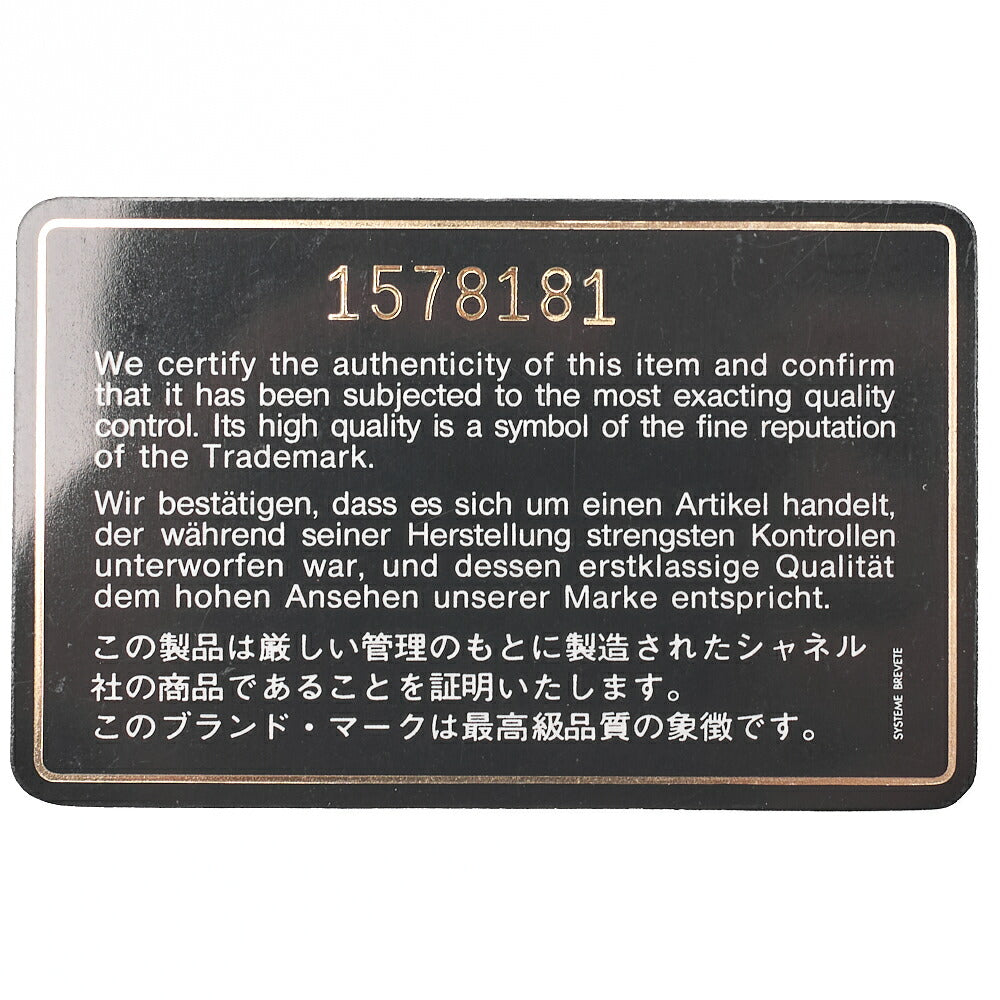 1578181
We certify the authenticity of this item and confirm
that it has been subjected to the most exacting quality
control. Its high quality is a symbol of the fine reputation
of the Trademark.
Wir bestätigen, dass es sich um einen Artikel handelt,
der während seiner Herstellung strengsten Kontrollen
unterworfen war, und dessen erstklassige Qualität
dem hohen Ansehen unserer Marke entspricht.
この製品は厳しい管理のもとに製造されたシャネル
社の商品であることを証明いたします。
このブランド・マークは最高級品質の象徴です。
SYSTEME BREVETE